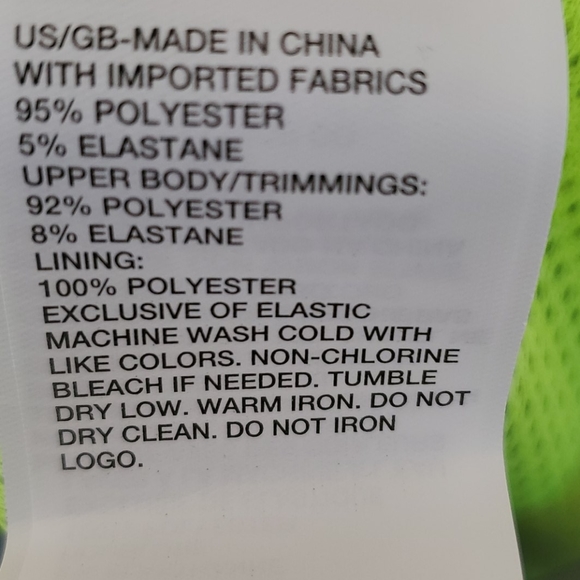 US/GB-MADE IN CHINA
WITH IMPORTED FABRICS
95% POLYESTER
5% ELASTANE
UPPER BODY/TRIMMINGS:
92% POLYESTER
8% ELASTANE
LINING:
100% POLYESTER
EXCLUSIVE OF ELASTIC
MACHINE WASH COLD WITH
LIKE COLORS. NON-CHLORINE
BLEACH IF NEEDED. TUMBLE
DRY LOW. WARM IRON. DO NOT
DRY CLEAN. DO NOT IRON
LOGO.